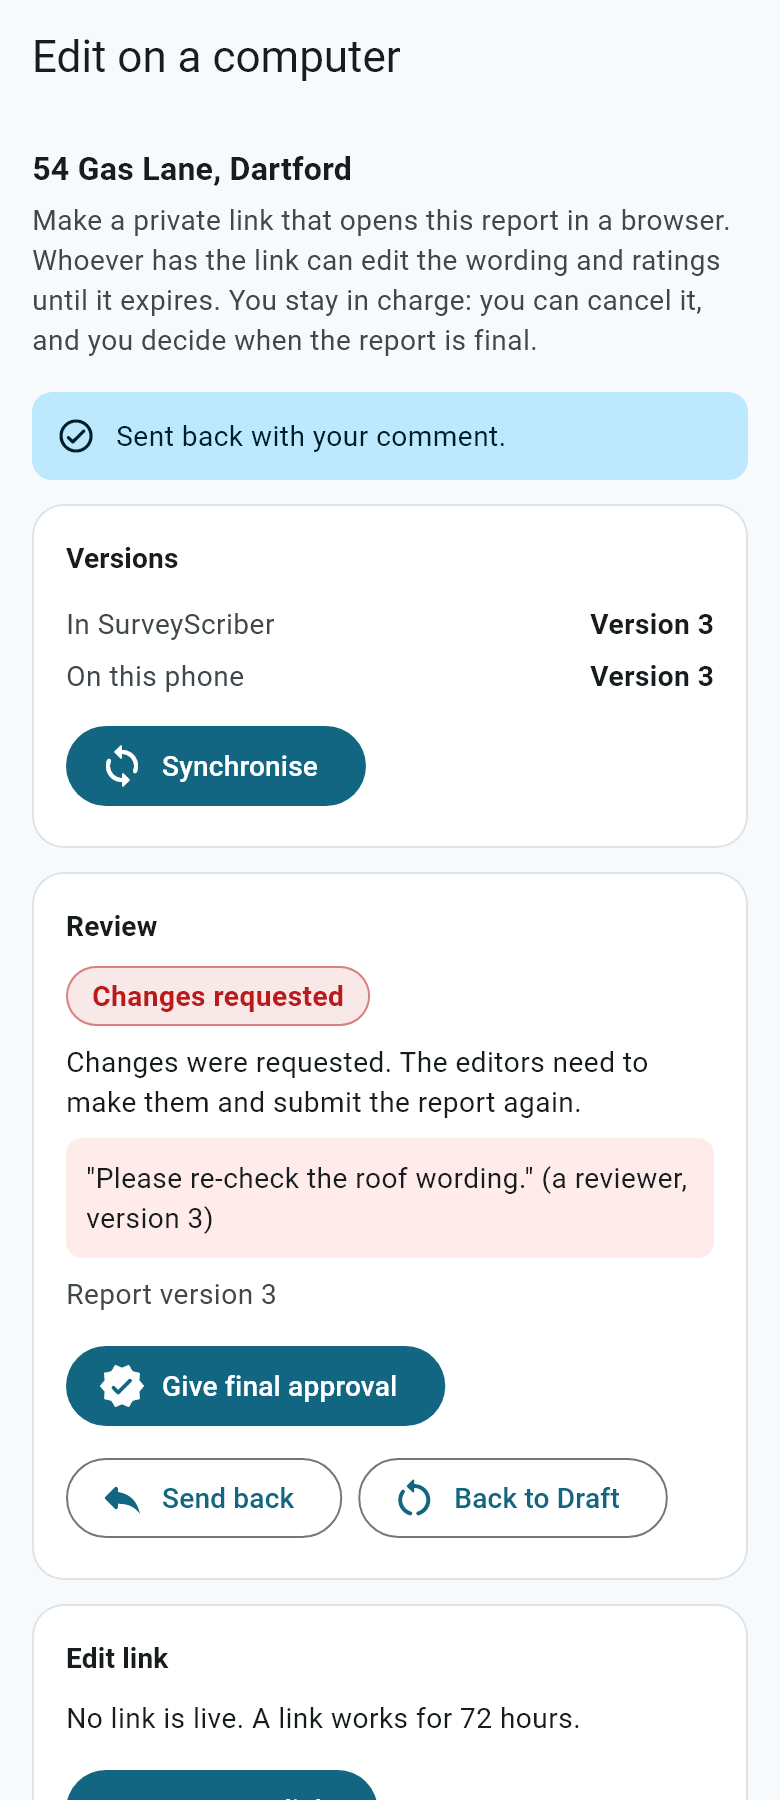 Edit on a computer
54 Gas Lane, Dartford
Make a private link that opens this report in a browser.
Whoever has the link can edit the wording and ratings
until it expires. You stay in charge: you can cancel it,
and you decide when the report is final.
Sent back with your comment.
Versions
In SurveyScriber Version 3
On this phone Version 3
Synchronise
Review
Changes requested
Changes were requested. The editors need to
make them and submit the report again.
"Please re-check the roof wording." (a reviewer,
version 3)
Report version 3
Give final approval
Send back Back to Draft
Edit link
No link is live. A link works for 72 hours.